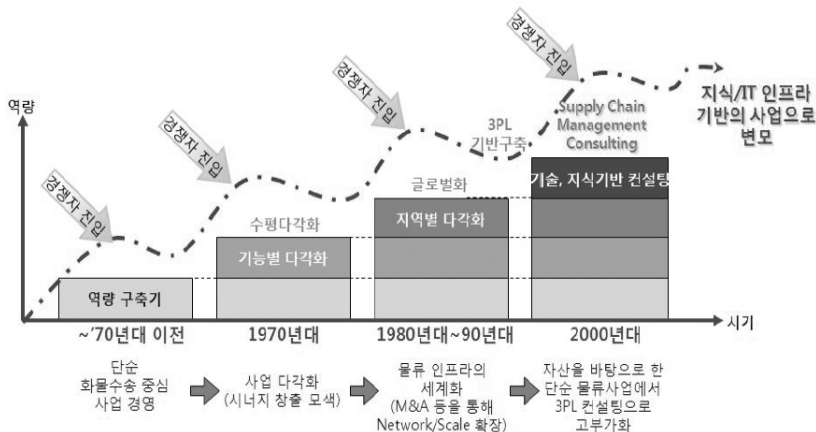 역량
경쟁자 진입
경쟁자 진입
경쟁자 진입
경쟁자 진입
지식/IT 인프라
기반의 사업으로
변모
3PL
기반구축
Supply Chain
Management
Consulting
수평다각화
글로벌화
역량 구축기
기능별 다각화
지역별 다각화
기술, 지식기반 컨설팅
시기
~'70년대 이전
1970년대
1980년대~90년대
2000년대
단순
화물수송 중심
사업 경영
사업 다각화
(시너지 창출 모색)
물류 인프라의
세계화
(M&A 등을 통해
Network/Scale 확장)
자산을 바탕으로 한
단순 물류사업에서
3PL 컨설팅으로
고부가화